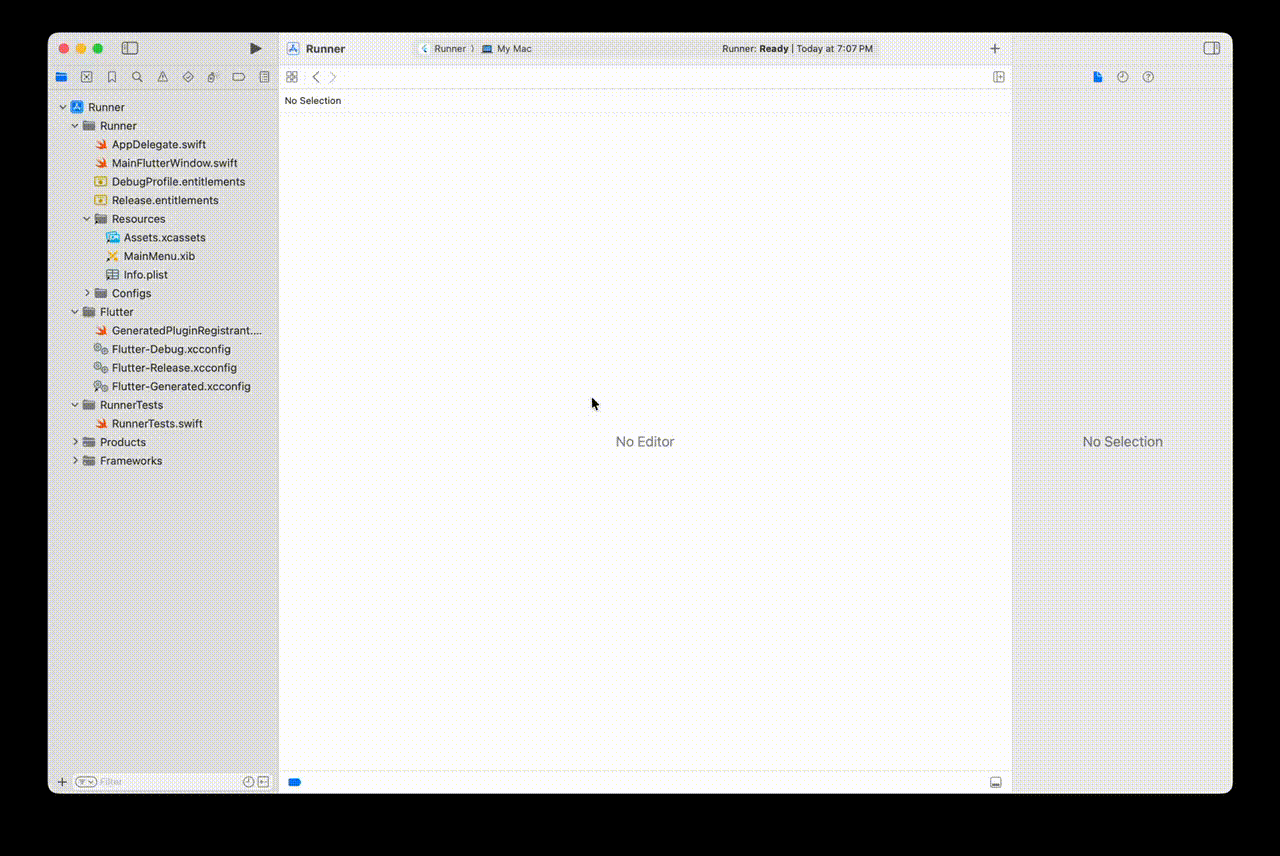 Runner
Runner 〉 My Mac
Runner: Ready | Today at 7:07 PM
No Selection
Runner
Runner
AppDelegate.swift
MainFlutterWindow.swift
DebugProfile.entitlements
Release.entitlements
Resources
Assets.xcassets
MainMenu.xib
Info.plist
Configs
Flutter
GeneratedPluginRegistrant....
Flutter-Debug.xcconfig
Flutter-Release.xcconfig
Flutter-Generated.xcconfig
RunnerTests
RunnerTests.swift
Products
Frameworks
No Editor
No Selection
Filter